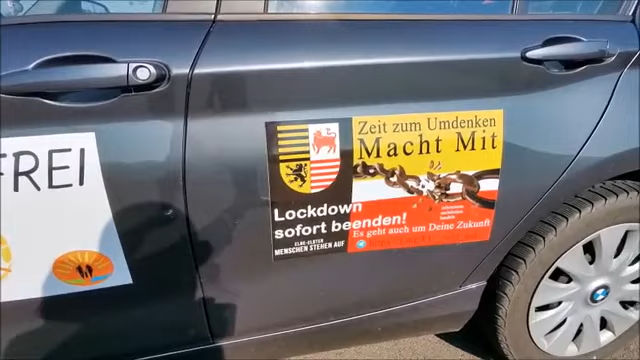 FREI
Zeit zum Umdenken
Macht Mit
Lockdown
sofort beenden!
Es geht auch um Deine Zukunft
ELBE-ELSTER
MENSCHEN STEHEN AUF